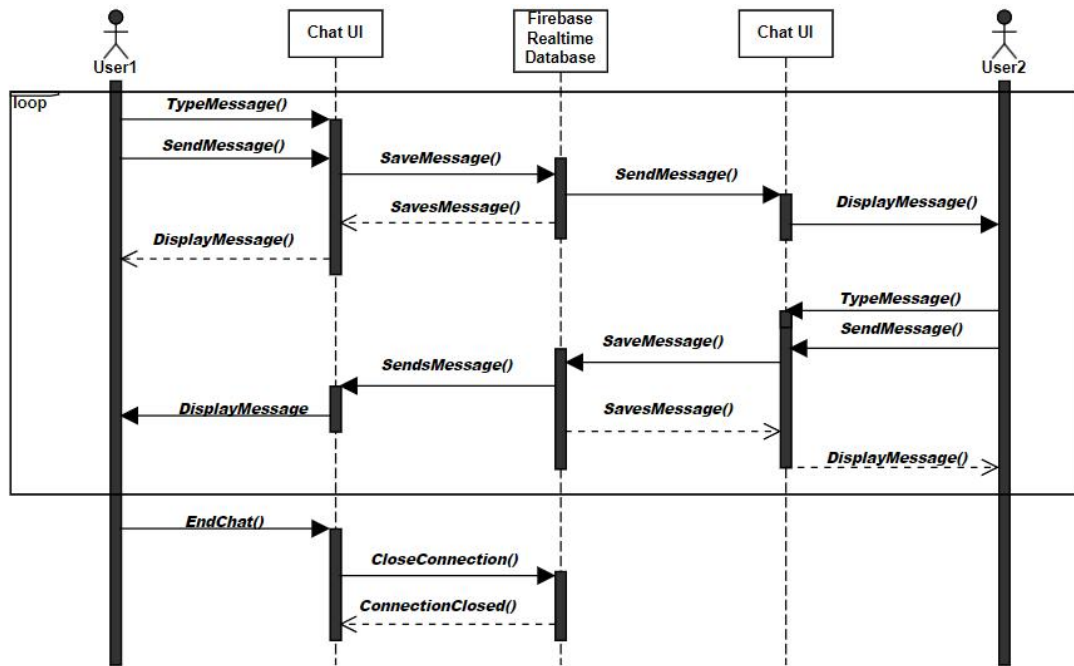 Chat UI
Firebase
Realtime
Database
Chat UI
User1
User2
loop
TypeMessage()
SendMessage()
SaveMessage()
SendMessage()
SavesMessage()
DisplayMessage()
DisplayMessage()
TypeMessage()
SendMessage()
SaveMessage()
SendsMessage()
DisplayMessage
SavesMessage()
DisplayMessage()
EndChat()
CloseConnection()
ConnectionClosed()